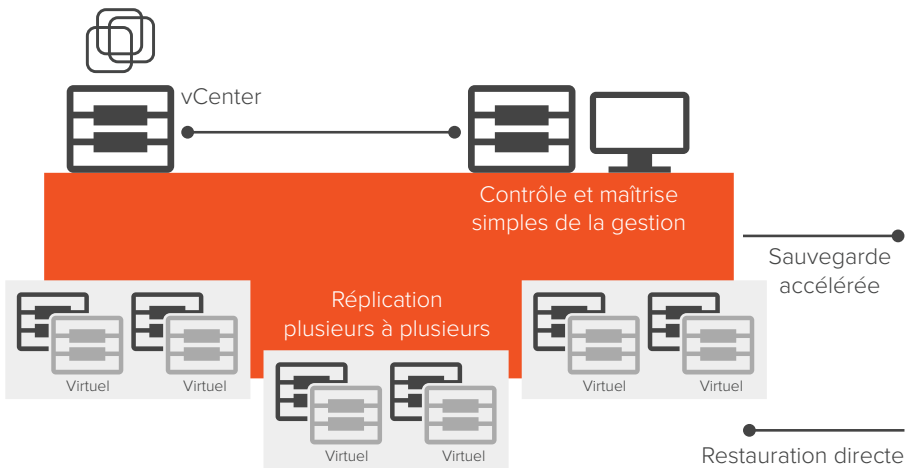 vCenter
Contrôle et maîtrise
simples de la gestion
Sauvegarde
accélérée
Réplication
plusieurs à plusieurs
Virtuel
Virtuel
Virtuel
Virtuel
Virtuel
Virtuel
Restauration directe